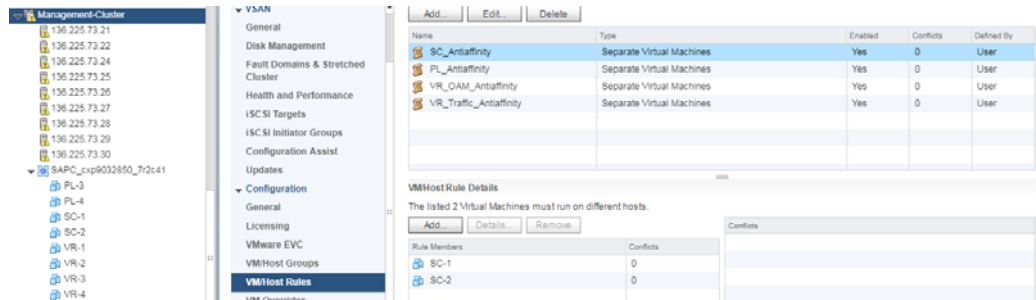 Management-Cluster
136.225.73.21
136.225.73.22
136.225.73.24
136.225.73.25
136.225.73.26
136.225.73.27
136.225.73.28
136.225.73.29
136.225.73.30
SAPC_cxp9032850_7r2c41
PL-3
PL-4
SC-1
SC-2
VR-1
VR-2
VR-3
VR-4
VSAN
General
Disk Management
Fault Domains & Stretched
Cluster
Health and Performance
iSCSI Targets
iSCSI Initiator Groups
Configuration Assist
Updates
Configuration
General
Licensing
VMware EVC
VM/Host Groups
VM/Host Rules
VM Overrides
Add... Edit... Delete
Name Type Enabled Conflicts Defined By
SC_Antiaffinity Separate Virtual Machines Yes 0 User
PL_Antiaffinity Separate Virtual Machines Yes 0 User
VR_OAM_Antiaffinity Separate Virtual Machines Yes 0 User
VR_Traffic_Antiaffinity Separate Virtual Machines Yes 0 User
VM/Host Rule Details
The listed 2 Virtual Machines must run on different hosts.
Add... Details... Remove Conflicts
Rule Members Conflicts
SC-1 0
SC-2 0